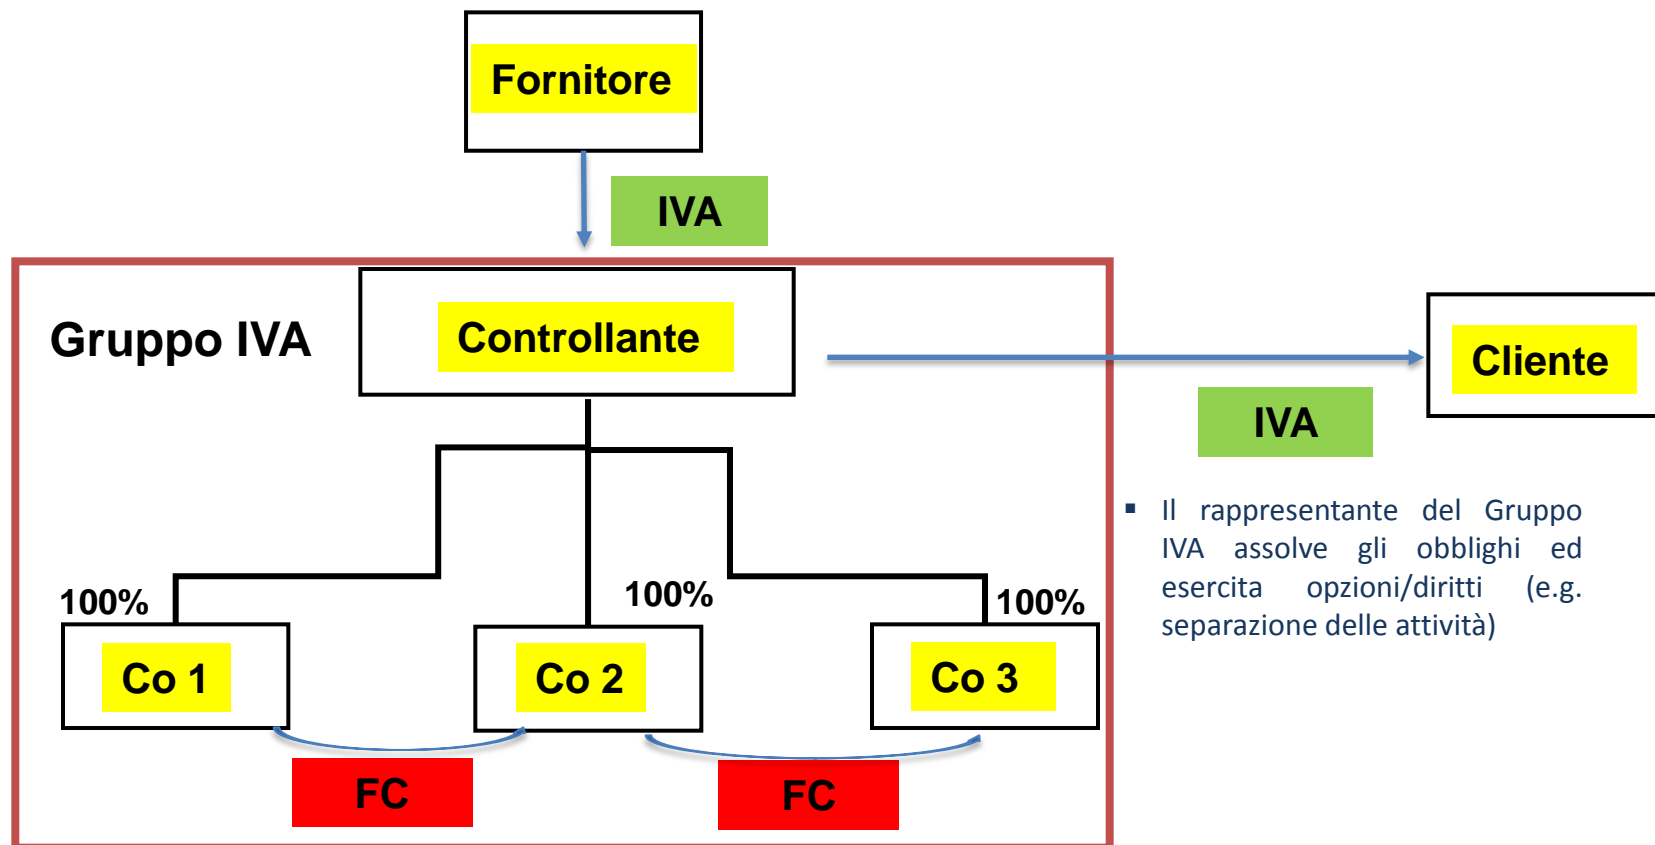 Fornitore
IVA
Gruppo IVA
Controllante
Cliente
IVA
▪ Il rappresentante del Gruppo
IVA assolve gli obblighi ed
esercita opzioni/diritti (e.g.
separazione delle attività)
100%
100%
100%
Co 1
Co 2
Co 3
FC
FC